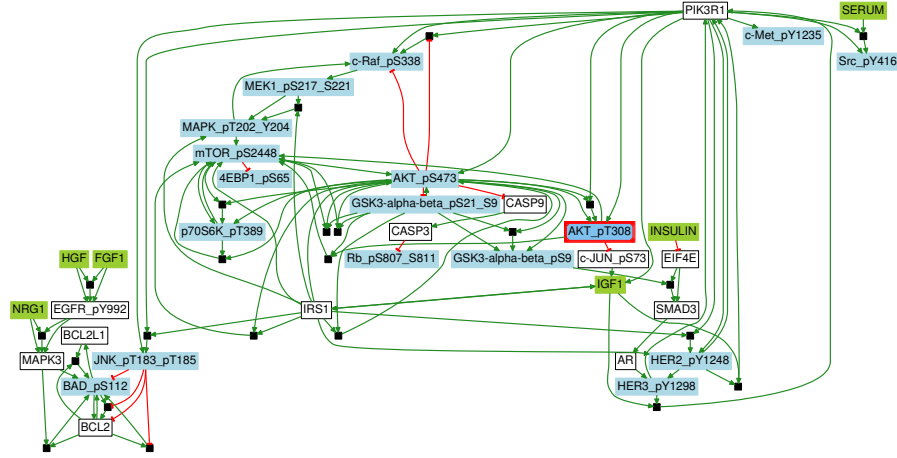 PIK3R1
SERUM
c-Met_pY1235
c-Raf_pS338
Src_pY416
MEK1_pS217_S221
MAPK_pT202_Y204
mTOR_pS2448
4EBP1_pS65
AKT_pS473
GSK3-alpha-beta_pS21_S9
CASP9
p70S6K_pT389
CASP3
AKT_pT308
INSULIN
Rb_pS807_S811
GSK3-alpha-beta_pS9
c-JUN_pS73
EIF4E
HGF
FGF1
IGF1
NRG1
EGFR_pY992
IRS1
SMAD3
BCL2L1
MAPK3
JNK_pT183_pT185
AR
HER2_pY1248
BAD_pS112
HER3_pY1298
BCL2